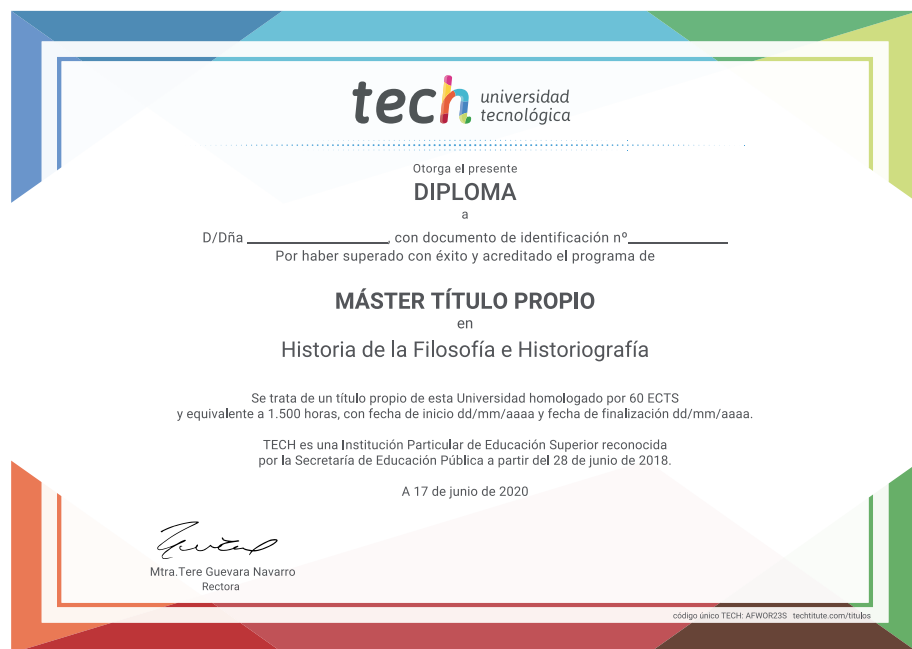 tech universidad
tecnológica
Otorga el presente
DIPLOMA
a
D/Dña ____________________, con documento de identificación nº______________
Por haber superado con éxito y acreditado el programa de
MÁSTER TÍTULO PROPIO
en
Historia de la Filosofía e Historiografía
Se trata de un título propio de esta Universidad homologado por 60 ECTS
y equivalente a 1.500 horas, con fecha de inicio dd/mm/aaaa y fecha de finalización dd/mm/aaaa.
TECH es una Institución Particular de Educación Superior reconocida
por la Secretaría de Educación Pública a partir del 28 de junio de 2018.
A 17 de junio de 2020
Mtra.Tere Guevara Navarro
Rectora
código único TECH: AFWOR23S techtitute.com/titulos